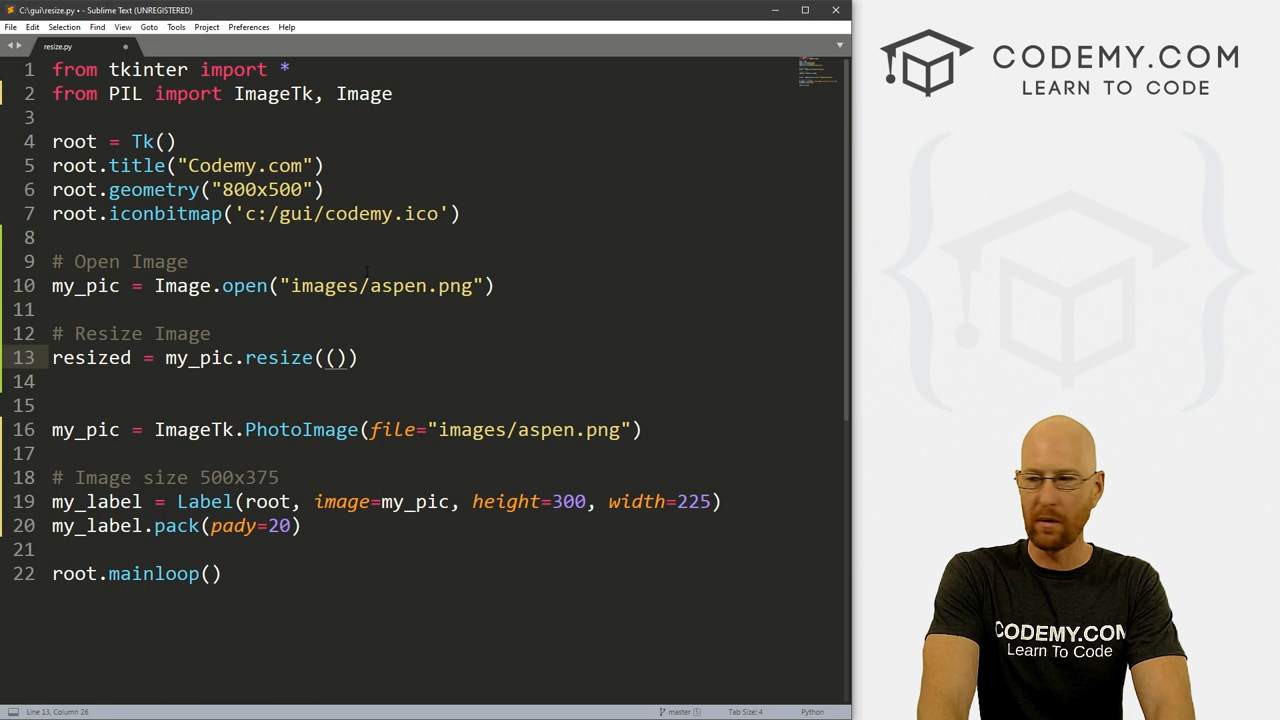 C:\gui\resize.py • - Sublime Text (UNREGISTERED)
File Edit Selection Find View Goto Tools Project Preferences Help
resize.py
1 from tkinter import *
2 from PIL import ImageTk, Image
3
4 root = Tk()
5 root.title("Codemy.com")
6 root.geometry("800x500")
7 root.iconbitmap('c:/gui/codemy.ico')
8
9 # Open Image
10 my_pic = Image.open("images/aspen.png")
11
12 # Resize Image
13 resized = my_pic.resize(())
14
15
16 my_pic = ImageTk.PhotoImage(file="images/aspen.png")
17
18 # Image size 500x375
19 my_label = Label(root, image=my_pic, height=300, width=225)
20 my_label.pack(pady=20)
21
22 root.mainloop()
Line 13, Column 26 master 5 Tab Size: 4 Python
CODEMY.COM
LEARN TO CODE
CODEMY.COM
Learn To Code